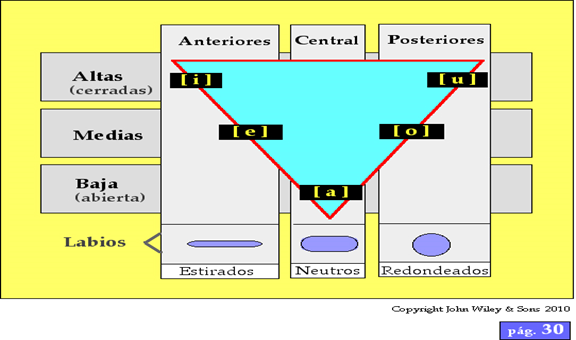 Anteriores Central Posteriores
Altas
(cerradas)
[ i ] [ u ]
Medias
[ e ] [ o ]
Baja
(abierta)
[ a ]
Labios
Estirados Neutros Redondeados
Copyright John Wiley & Sons 2010
pág. 30